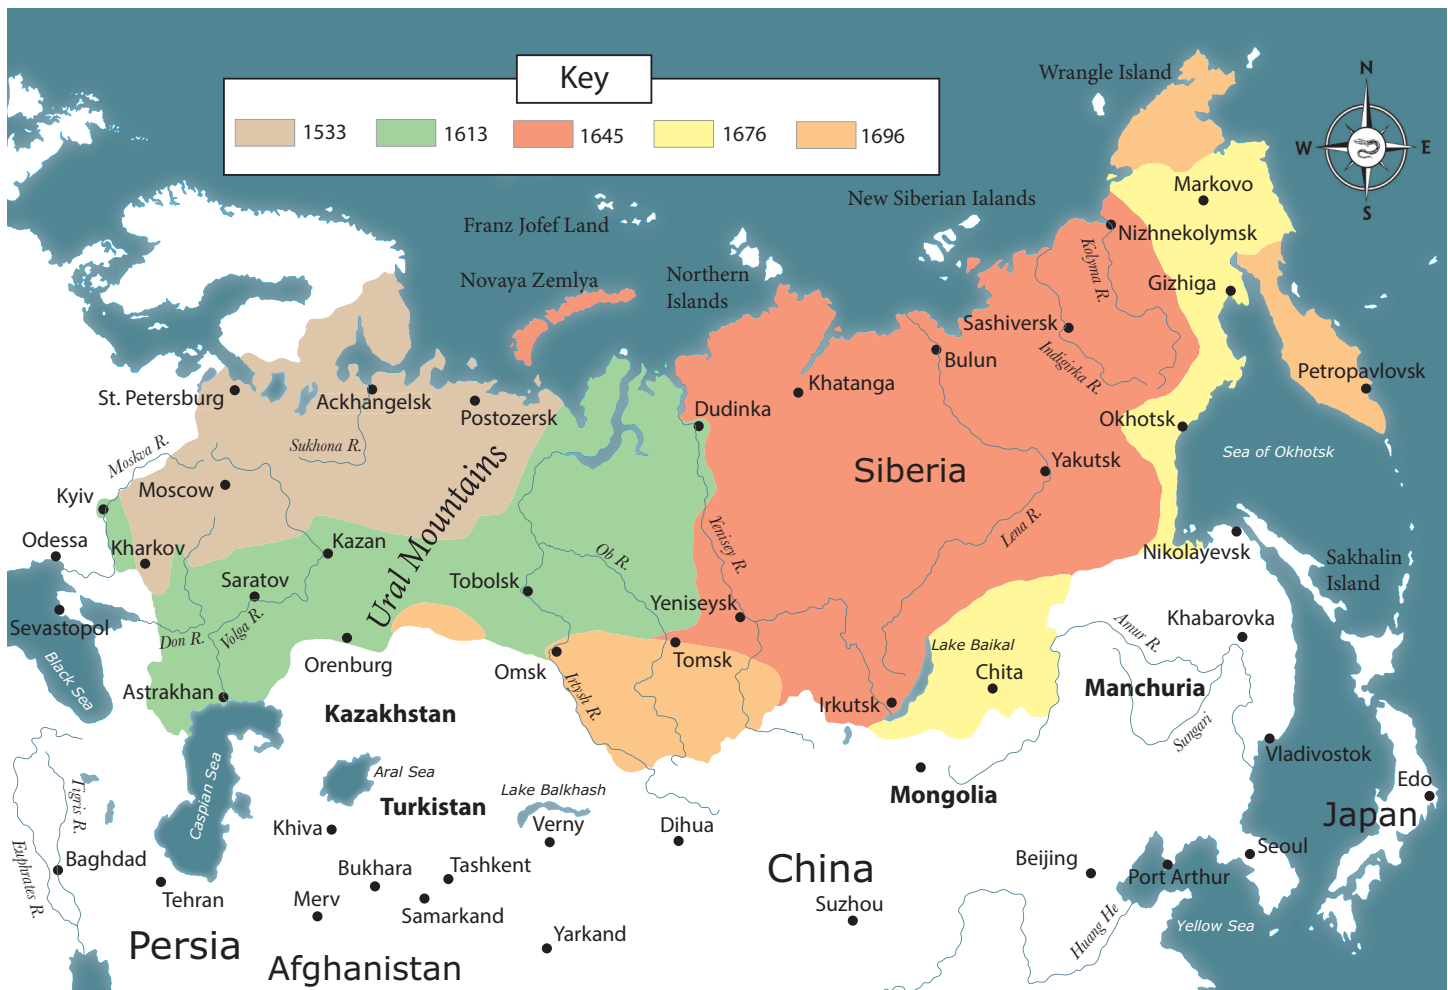 Key
1533
1613
1645
1676
1696
N
W
E
S
Wrangle Island
New Siberian Ialands
Franz Jofef Land
Novaya Zemlya
Northern
Islands
Markovo
Nizhnekolymsk
Kolyma R.
Gizhiga
Sashiversk
Indigirka R.
Bulun
Khatanga
Petropavlovsk
St. Petersburg
Ackhangelsk
Postozersk
Dudinka
Okhotsk
Sea of Okhotsk
Moskva R.
Sukhona R.
Ural Mountains
Siberia
Yakutsk
Moscow
Kyiv
Odessa
Kharkov
Kazan
Yenisey R.
Lena R.
Ob R.
Nikolayevsk
Sakhalin
Island
Saratov
Tobolsk
Yeniseysk
Sevastopol
Don R.
Volga R.
Khabarovka
Amur R.
Black Sea
Orenburg
Omsk
Tomsk
Lake Baikal
Chita
Irtysh R.
Astrakhan
Kazakhstan
Irkutsk
Manchuria
Sungari
Vladivostok
Caspian Sea
Aral Sea
Turkistan
Lake Balkhash
Mongolia
Edo
Japan
Tigris R.
Khiva
Verny
Dihua
Euphrates R.
Baghdad
Tehran
Bukhara
Tashkent
Merv
Samarkand
China
Suzhou
Beijing
Port Arthur
Seoul
Huang He
Yellow Sea
Persia
Afghanistan
Yarkand